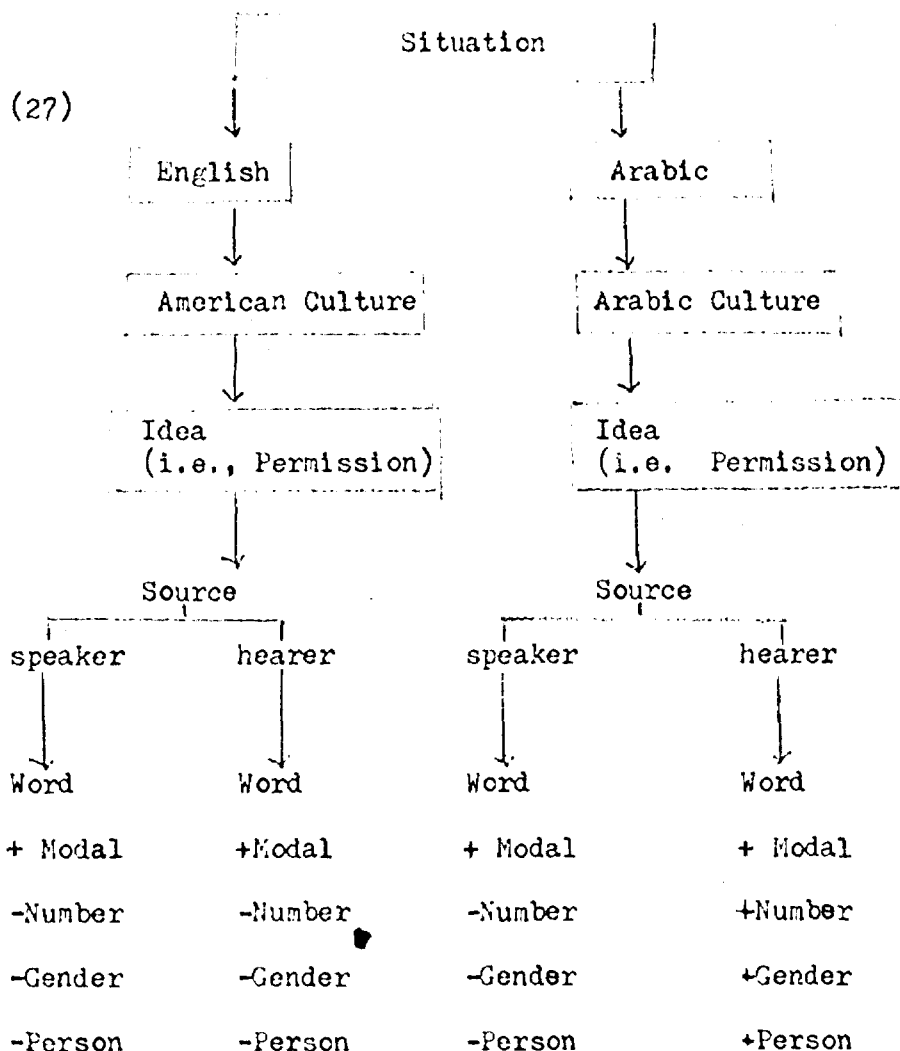 Situation
(27)
English Arabic
American Culture Arabic Culture
Idea Idea
(i.e., Permission) (i.e. Permission)
Source Source
speaker hearer speaker hearer
Word Word Word Word
+ Modal +Modal + Modal + Modal
-Number -Number -Number +Number
-Gender -Gender -Gender +Gender
-Person -Person -Person +Person